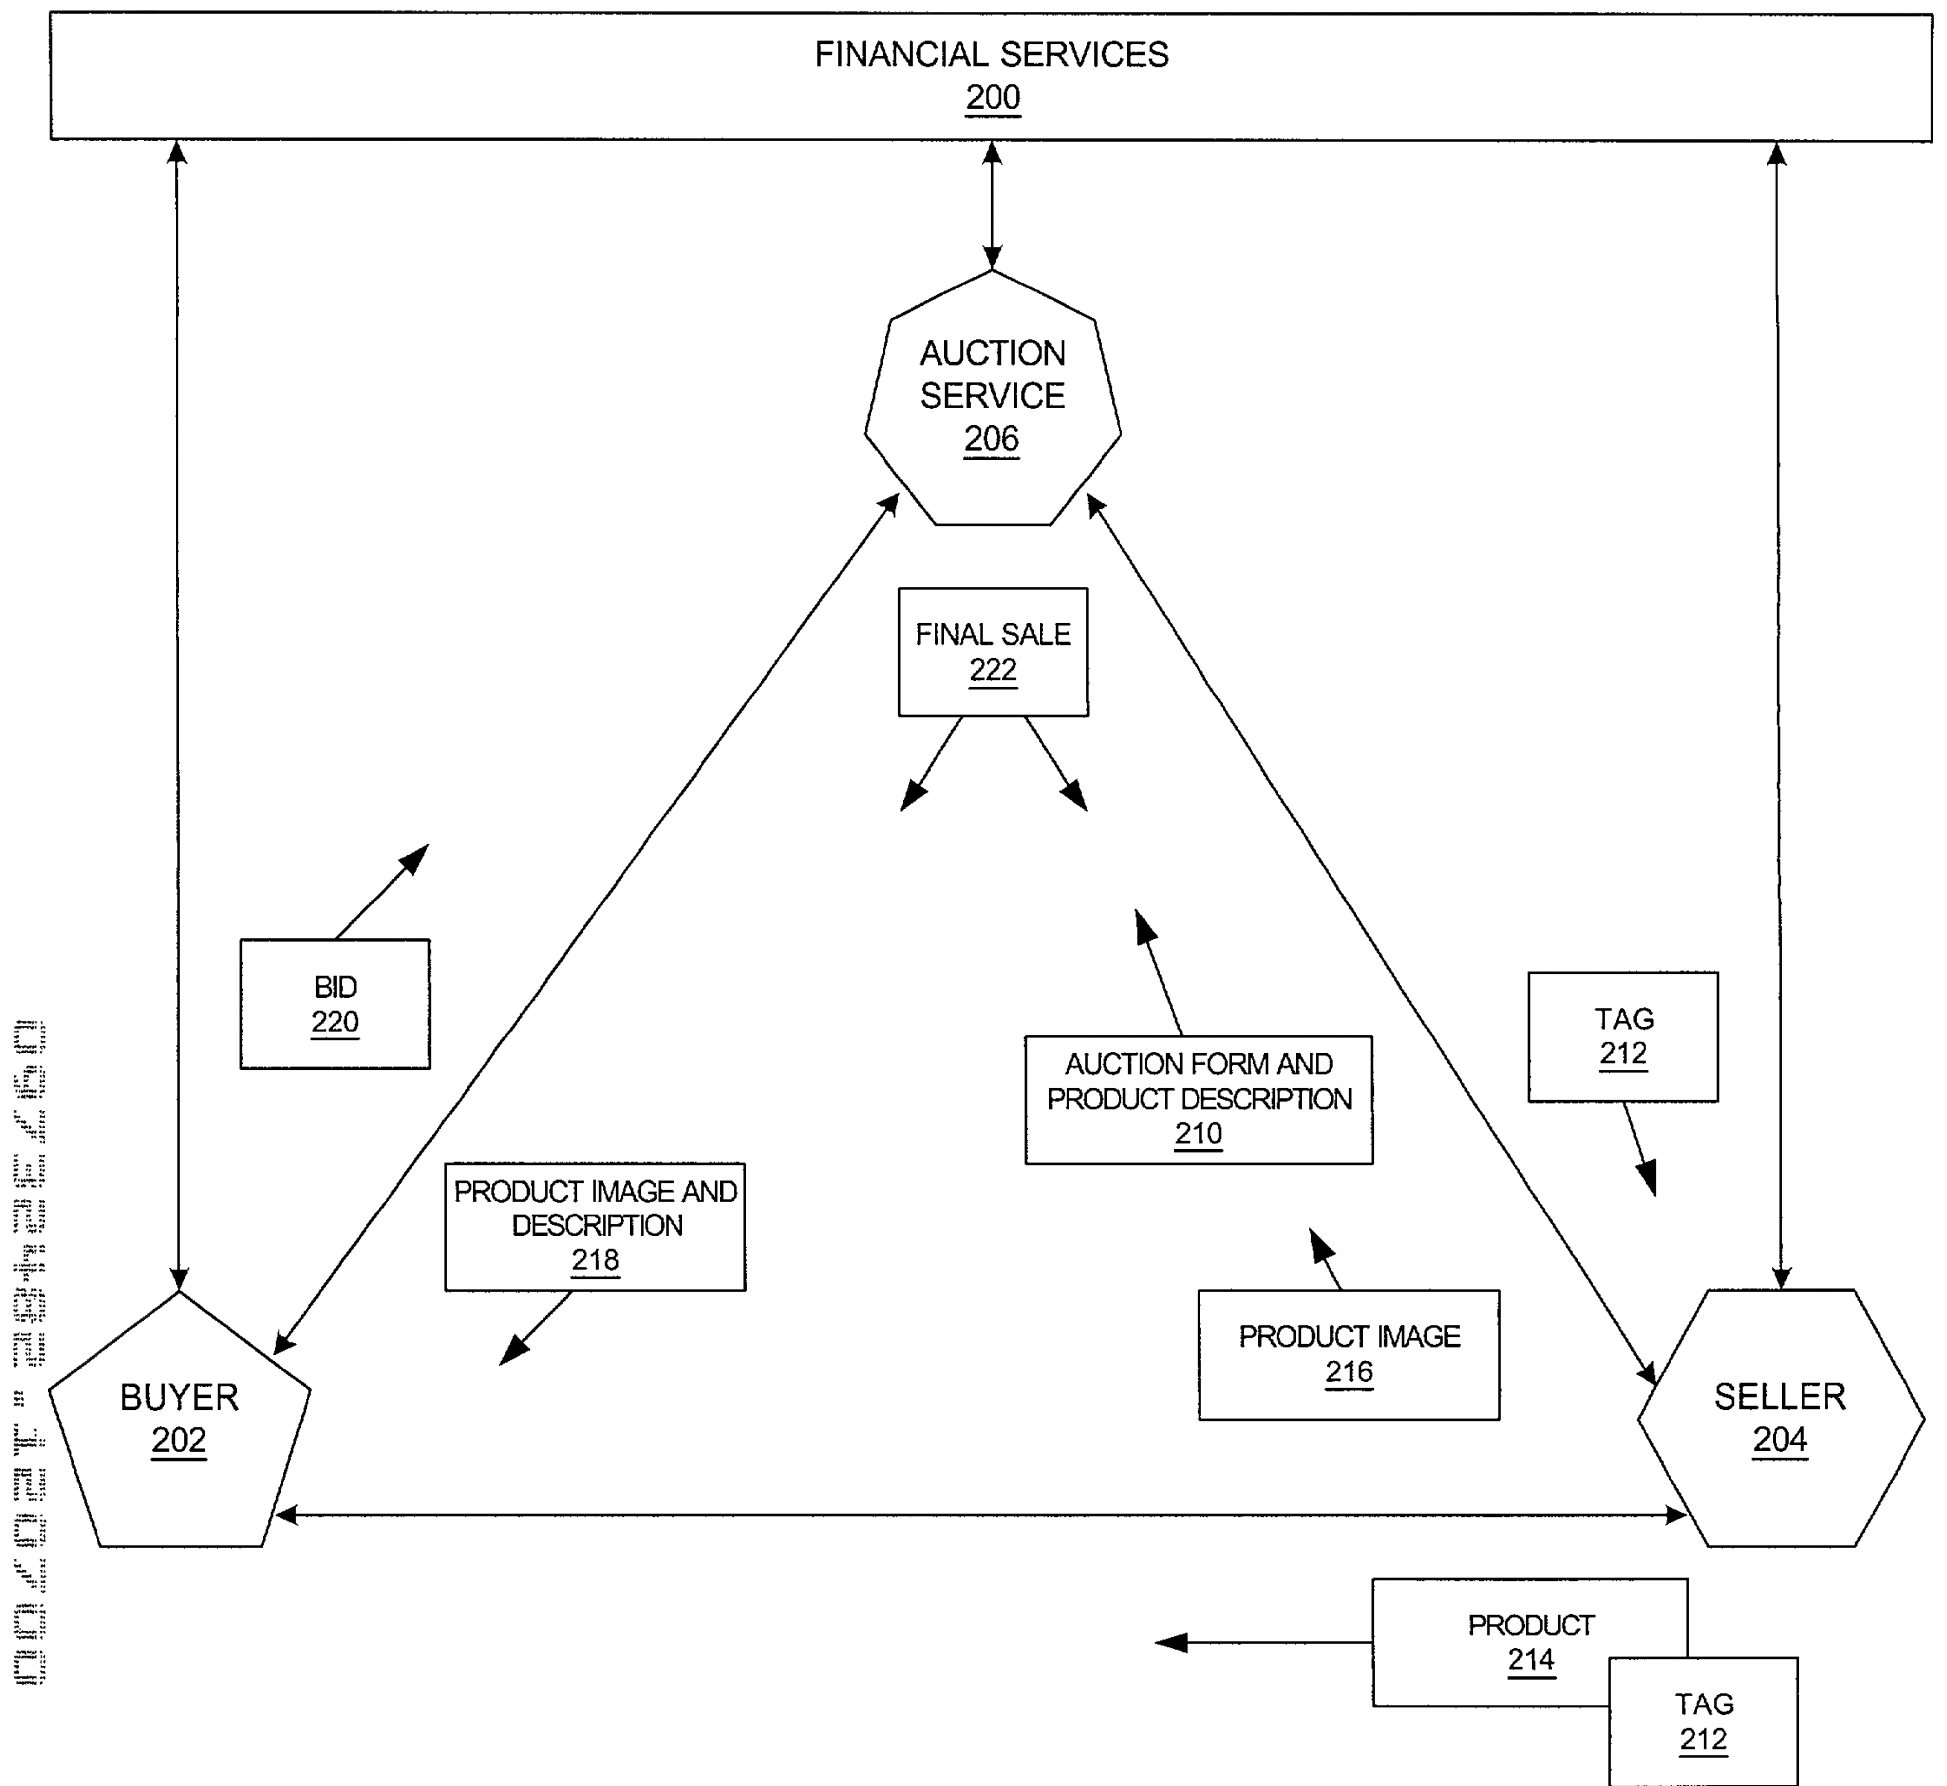 FINANCIAL SERVICES
200
AUCTION
SERVICE
206
FINAL SALE
222
BID
220
TAG
212
AUCTION FORM AND
PRODUCT DESCRIPTION
210
PRODUCT IMAGE AND
DESCRIPTION
218
PRODUCT IMAGE
216
BUYER
202
SELLER
204
PRODUCT
214
TAG
212